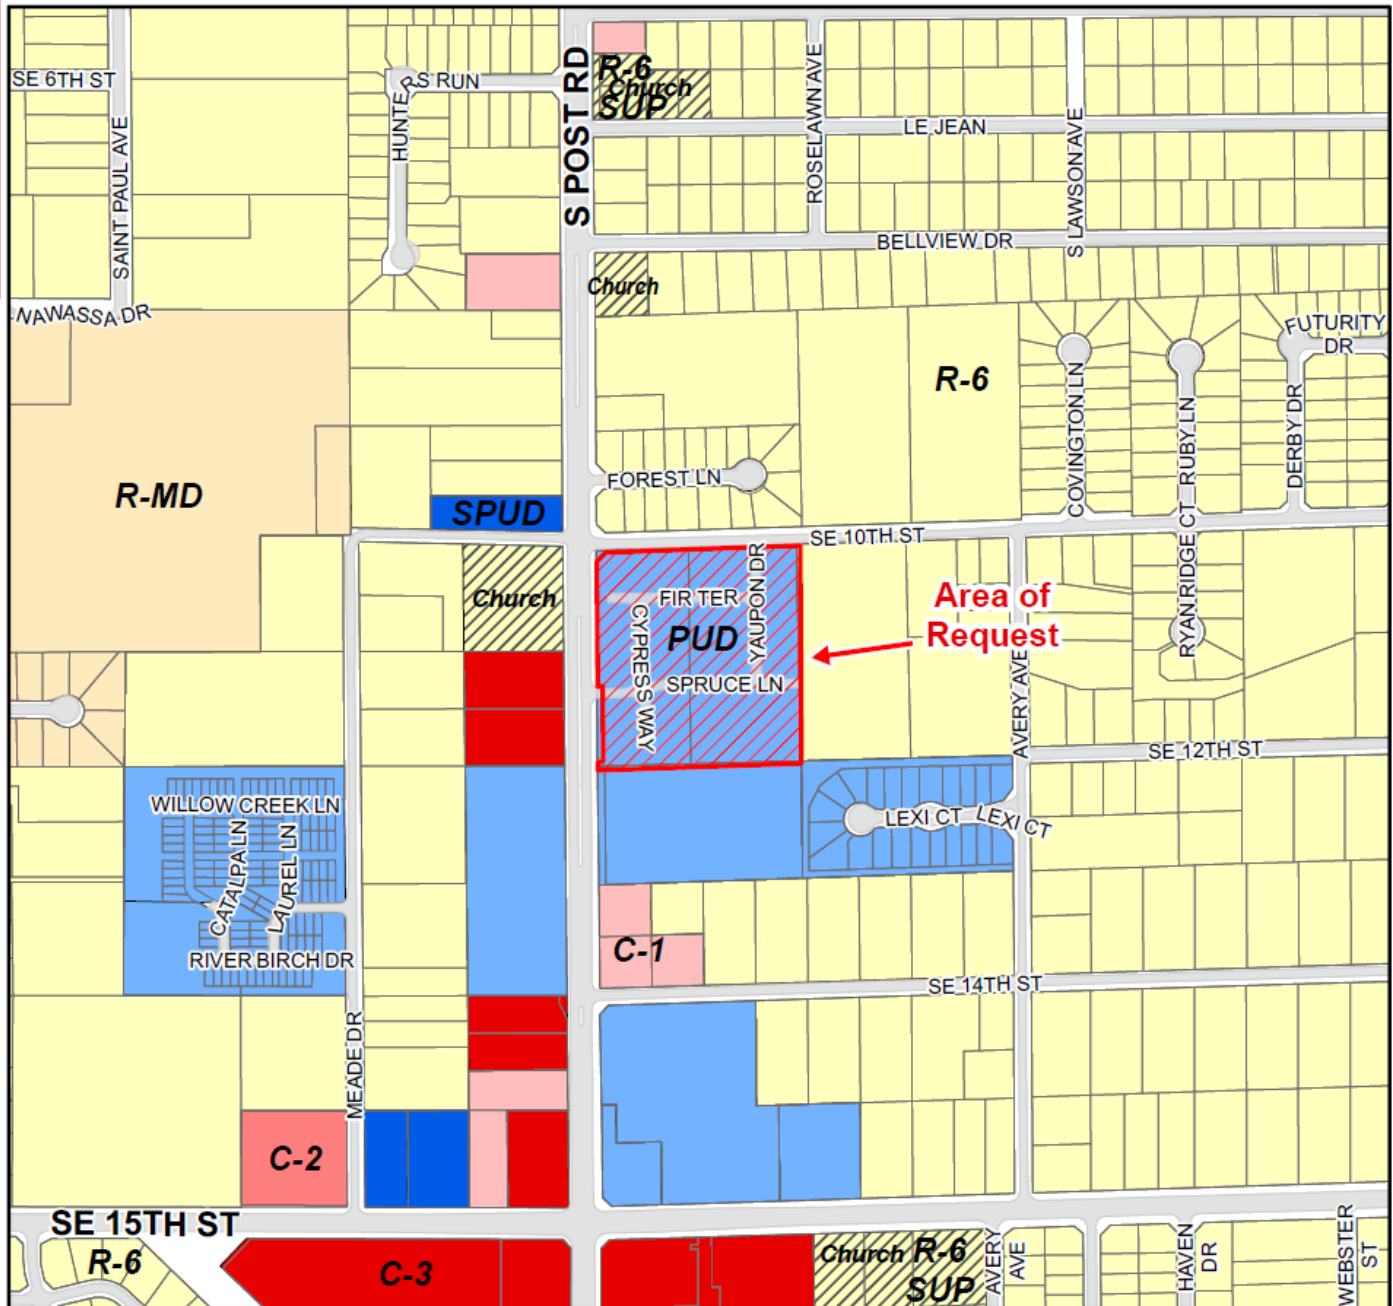 SE 6TH ST
SAINT PAUL AVE
HUNTERS RUN
S POST RD
R-6
Church
SUP
ROSELAWN AVE
LE JEAN
S LAWSON AVE
BELLVIEW DR
Church
NAWASSA DR
FUTURITY
DR
R-6
COVINGTON LN
RUBY LN
DERBY DR
R-MD
FOREST LN
SPUD
SE 10TH ST
Church
FIR TER
YAUPON DR
CYPRESS WAY
PUD
SPRUCE LN
Area of
Request
AVERY AVE
RYAN RIDGE CT
SE 12TH ST
WILLOW CREEK LN
CATALPA LN
LAUREL LN
RIVER BIRCH DR
LEXI CT
LEXI CT
C-1
SE 14TH ST
MEADE DR
C-2
SE 15TH ST
R-6
C-3
Church
R-6
SUP
AVERY
AVE
HAVEN
DR
WEBSTER
ST